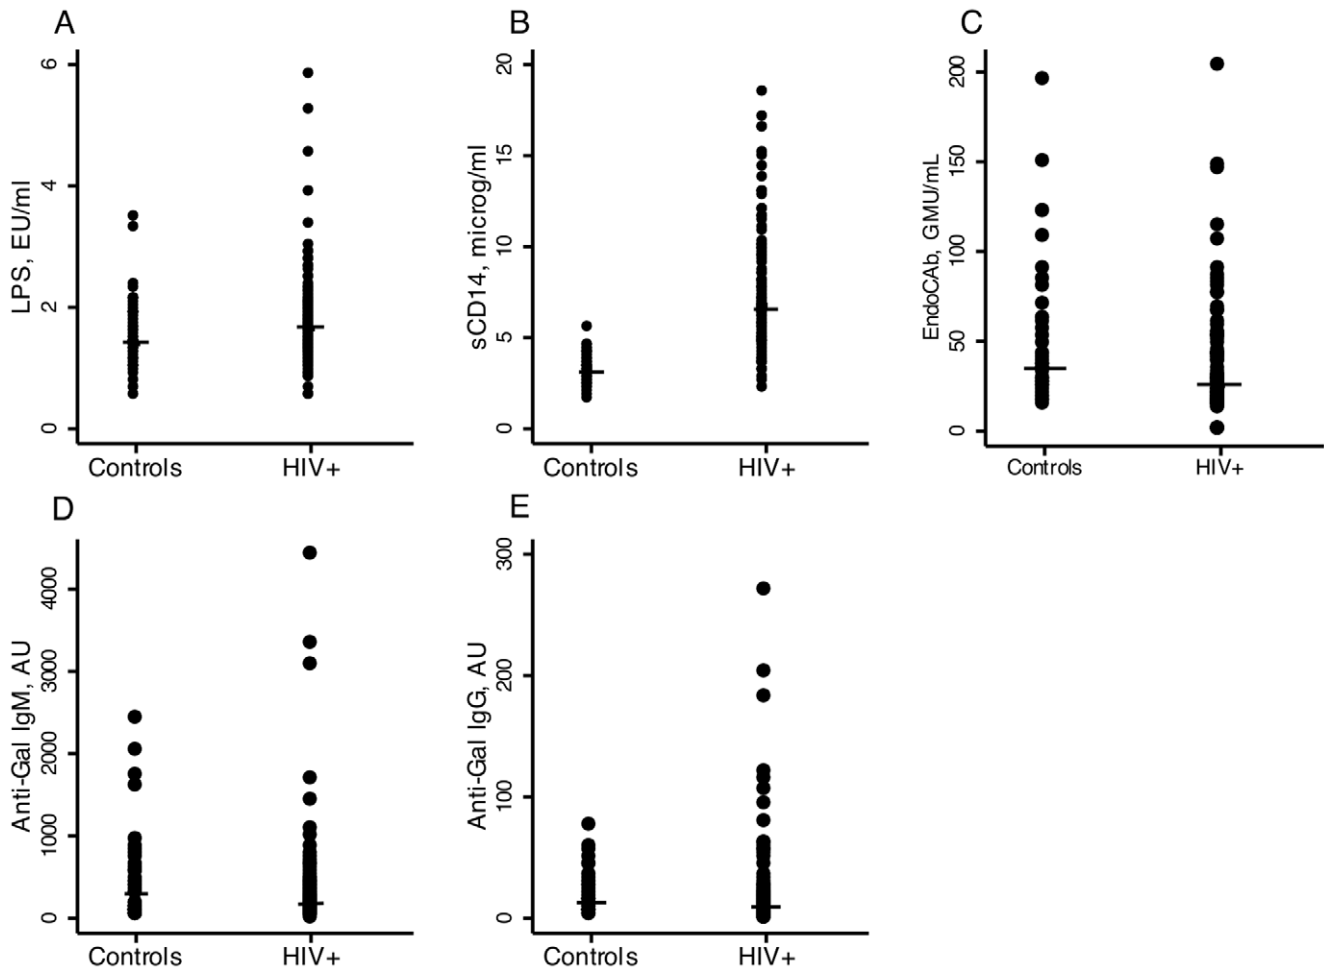 A
LPS, EU/ml
6
4
2
0
Controls HIV+
B
sCD14, microg/ml
20
15
10
5
0
Controls HIV+
C
EndoCAb, GMU/mL
200
150
100
50
0
Controls HIV+
D
Anti-Gal IgM, AU
4000
3000
2000
1000
0
Controls HIV+
E
Anti-Gal IgG, AU
300
200
100
0
Controls HIV+